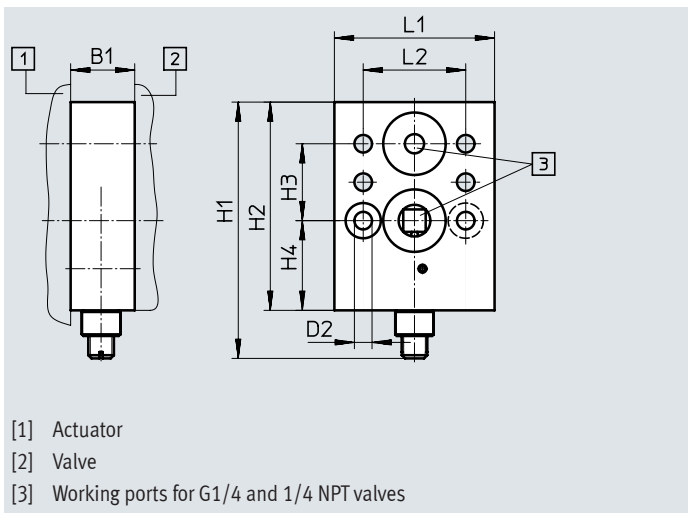 1
B1
2
L1
L2
3
H1
H2
H3
H4
D2
[1] Actuator
[2] Valve
[3] Working ports for G1/4 and 1/4 NPT valves